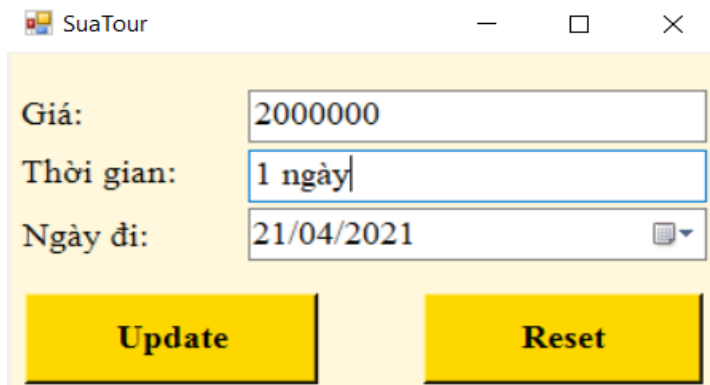 SuaTour
Giá: 2000000
Thời gian: 1 ngày
Ngày đi: 21/04/2021
Update Reset